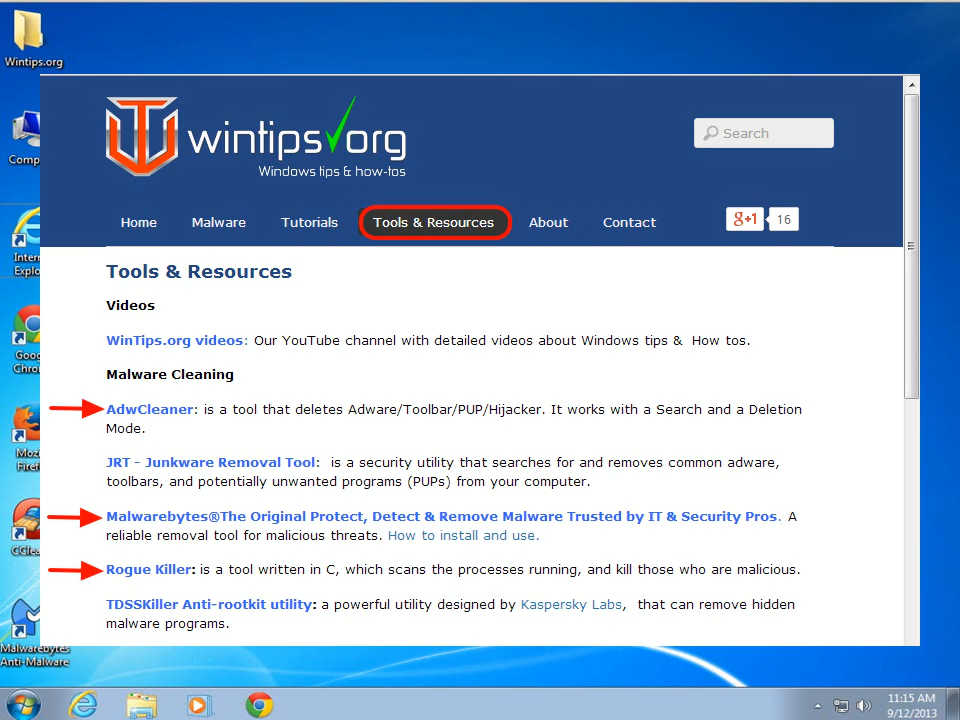 Wintips.org
Comp
Intern
Explo
Goo
Chro
Mozi
Firef
CClea
Malwarebytes
Anti-Malware
wintips org
Windows tips & how-tos
Search
Home Malware Tutorials Tools & Resources About Contact
g+1 16
Tools & Resources
Videos
WinTips.org videos: Our YouTube channel with detailed videos about Windows tips & How tos.
Malware Cleaning
AdwCleaner: is a tool that deletes Adware/Toolbar/PUP/Hijacker. It works with a Search and a Deletion
Mode.
JRT - Junkware Removal Tool: is a security utility that searches for and removes common adware,
toolbars, and potentially unwanted programs (PUPs) from your computer.
Malwarebytes®The Original Protect, Detect & Remove Malware Trusted by IT & Security Pros. A
reliable removal tool for malicious threats. How to install and use.
Rogue Killer: is a tool written in C, which scans the processes running, and kill those who are malicious.
TDSSKiller Anti-rootkit utility: a powerful utility designed by Kaspersky Labs, that can remove hidden
malware programs.
11:15 AM
9/12/2013